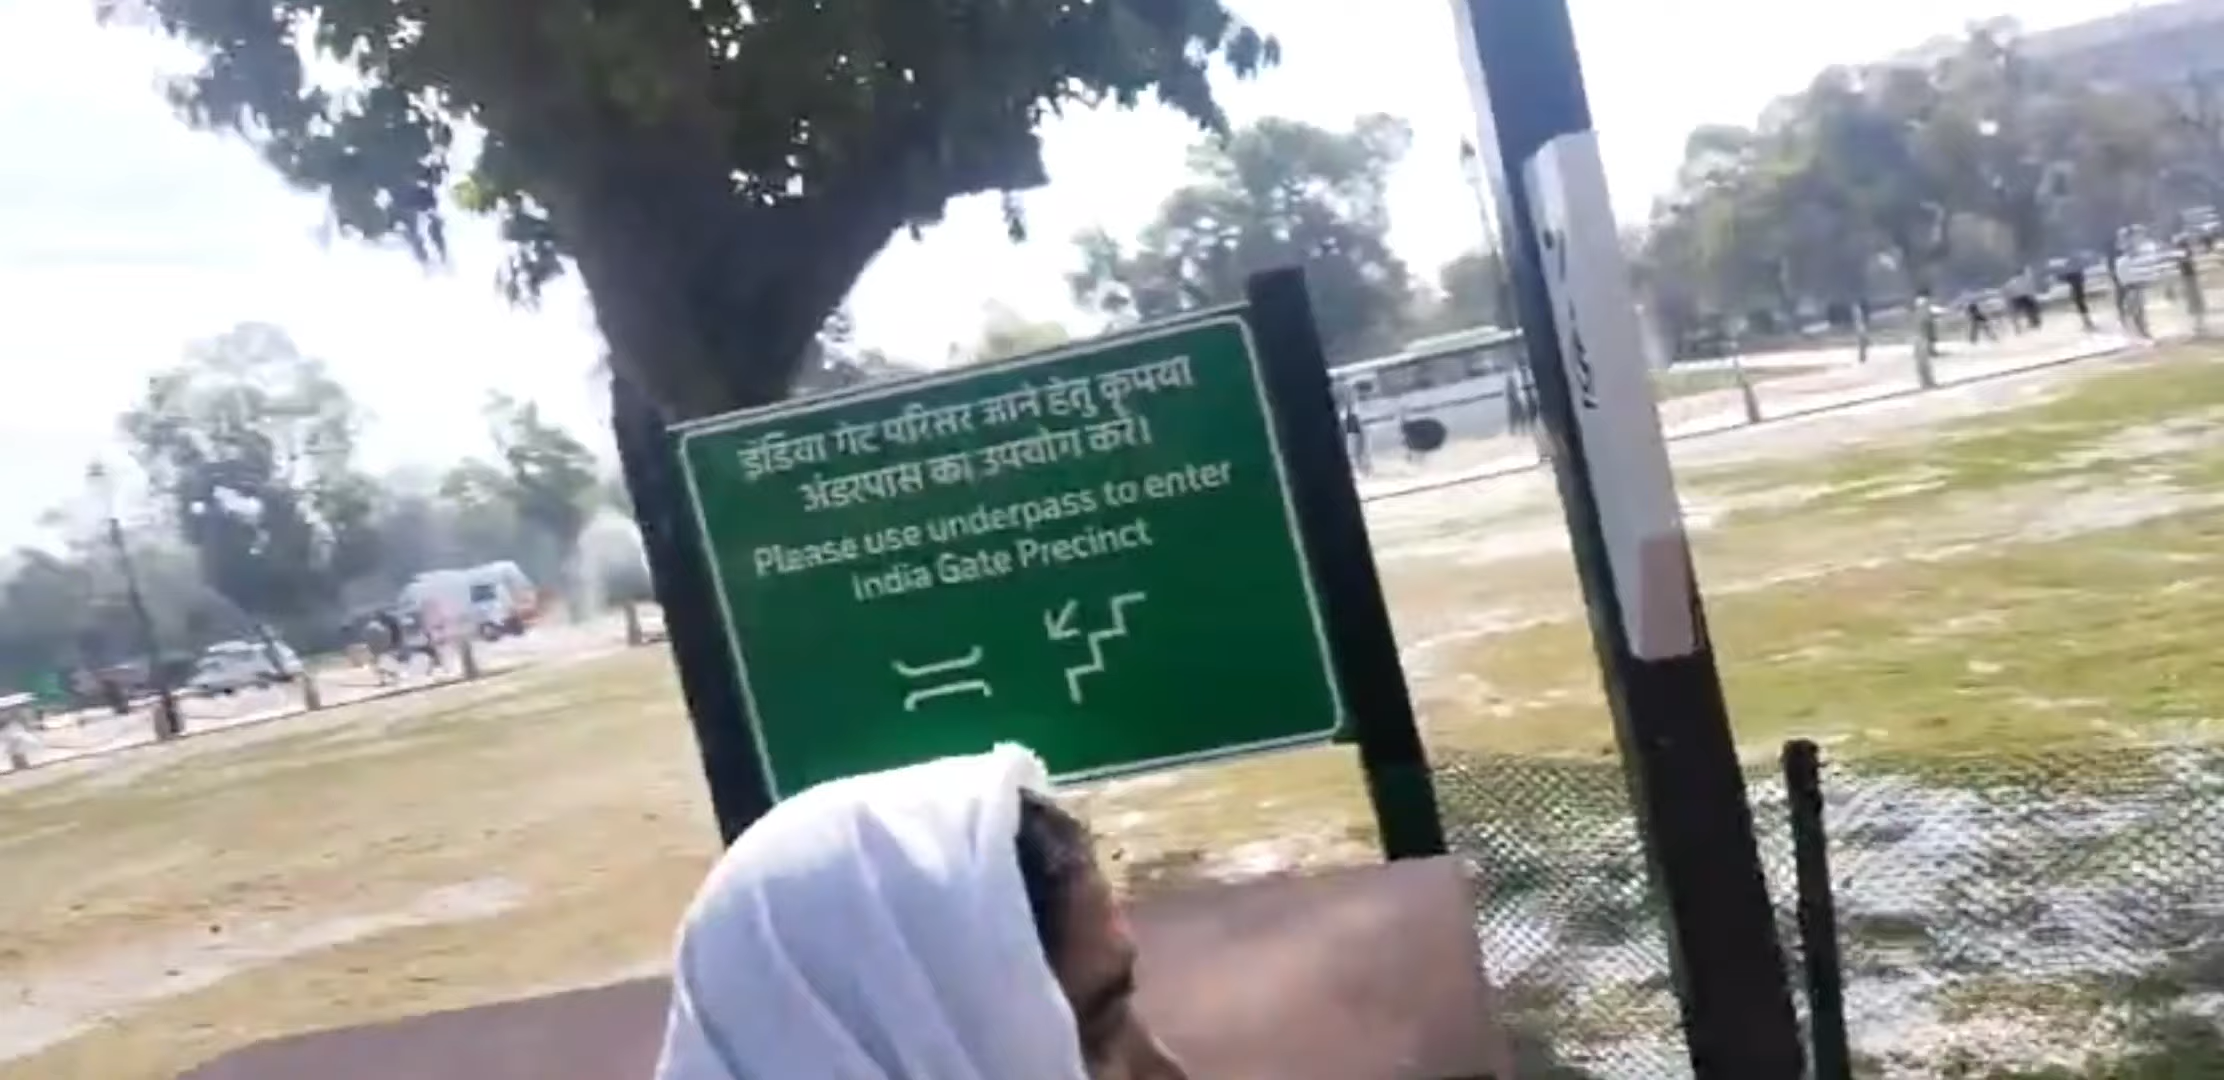 इंडिया गेट परिसर जाने हेतु कृपया
अंडरपास का उपयोग करें।
Please use underpass to enter
India Gate Precinct